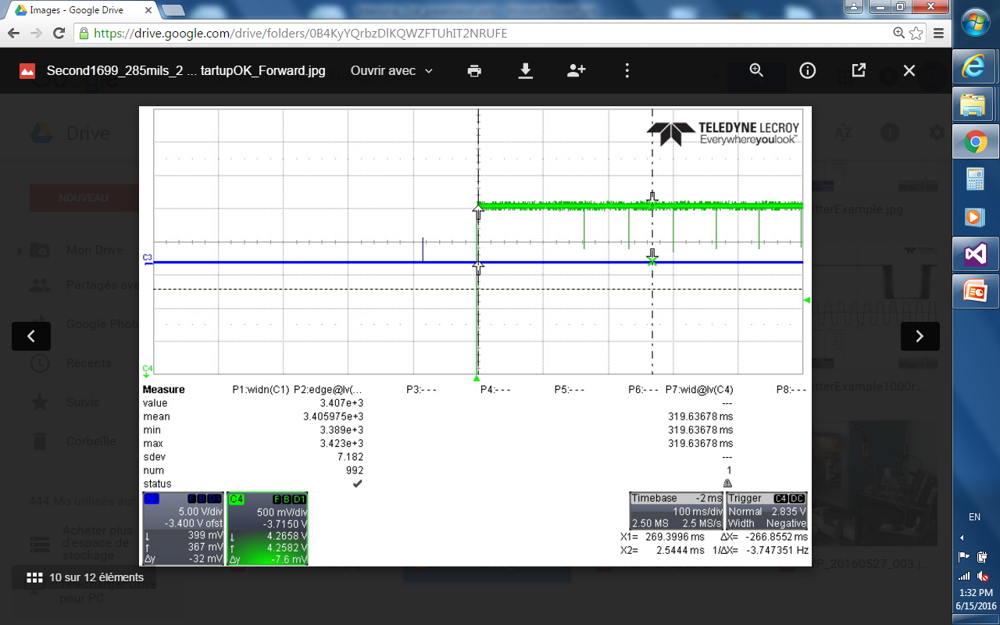 Images - Google Drive
https://drive.google.com/drive/folders/0B4KyYQrbzDlKQWZFTUhIT2NRUFE
Second1699_285mils_2 ... tartupOK_Forward.jpg
Ouvrir avec
Drive
NOUVEAU
Mon Drive
Partagés ave
Google Photo
Récents
Suivis
Corbeille
444 Mo utilisés sur
Acheter plus
d'espace de
stockage
pour PC
TELEDYNE LECROY
Everywhereyoulook™
C3
C4
Measure P1:widn(C1) P2:edge@lv(... P3:- - - P4:- - - P5:- - - P6:- - - P7:wid@lv(C4) P8:- - -
value 3.407e+3 ---
mean 3.405975e+3 319.63678 ms
min 3.389e+3 319.63678 ms
max 3.423e+3 319.63678 ms
sdev 7.182 ---
num 992 1
status
C3 F B D1
5.00 V/div
-3.400 V ofst
399 mV
367 mV
Δy -32 mV
C4 F B D1
500 mV/div
-3.7150 V
4.2658 V
4.2582 V
Δy -7.6 mV
Timebase -2 ms
100 ms/div
2.50 MS 2.5 MS/s
Trigger C4 DC
Normal 2.835 V
Width Negative
X1= 269.3996 ms ΔX= -266.8552 ms
X2= 2.5444 ms 1/ΔX= -3.747351 Hz
10 sur 12 éléments
utterExample.jpg
utterExample1000r...
VP_20160527_003.j...
EN
1:32 PM
6/15/2016